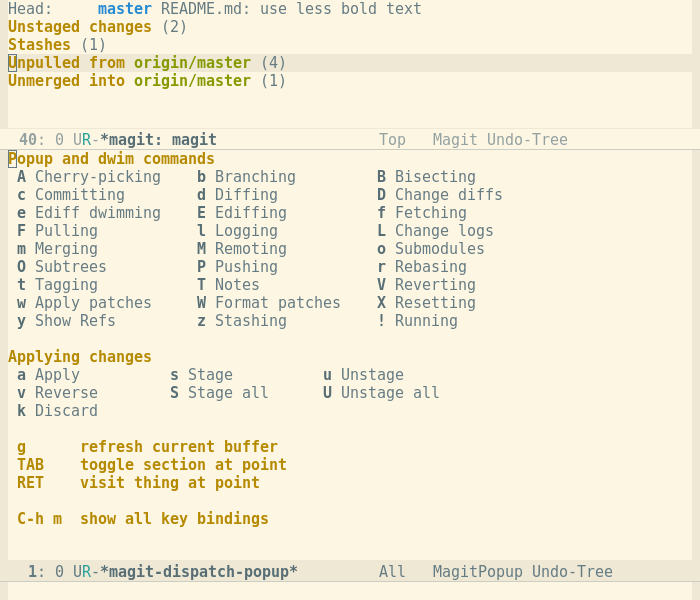 Head:     master README.md: use less bold text
Unstaged changes (2)
Stashes (1)
Unpulled from origin/master (4)
Unmerged into origin/master (1)
40: 0 UR-*magit: magit                  Top   Magit Undo-Tree
Popup and dwim commands
 A Cherry-picking    b Branching         B Bisecting
 c Committing        d Diffing           D Change diffs
 e Ediff dwimming    E Ediffing          f Fetching
 F Pulling           l Logging           L Change logs
 m Merging           M Remoting          o Submodules
 O Subtrees          P Pushing           r Rebasing
 t Tagging           T Notes             V Reverting
 w Apply patches     W Format patches    X Resetting
 y Show Refs         z Stashing          ! Running
Applying changes
 a Apply          s Stage          u Unstage
 v Reverse        S Stage all      U Unstage all
 k Discard
 g      refresh current buffer
 TAB    toggle section at point
 RET    visit thing at point
 C-h m  show all key bindings
1: 0 UR-*magit-dispatch-popup*         All   MagitPopup Undo-Tree